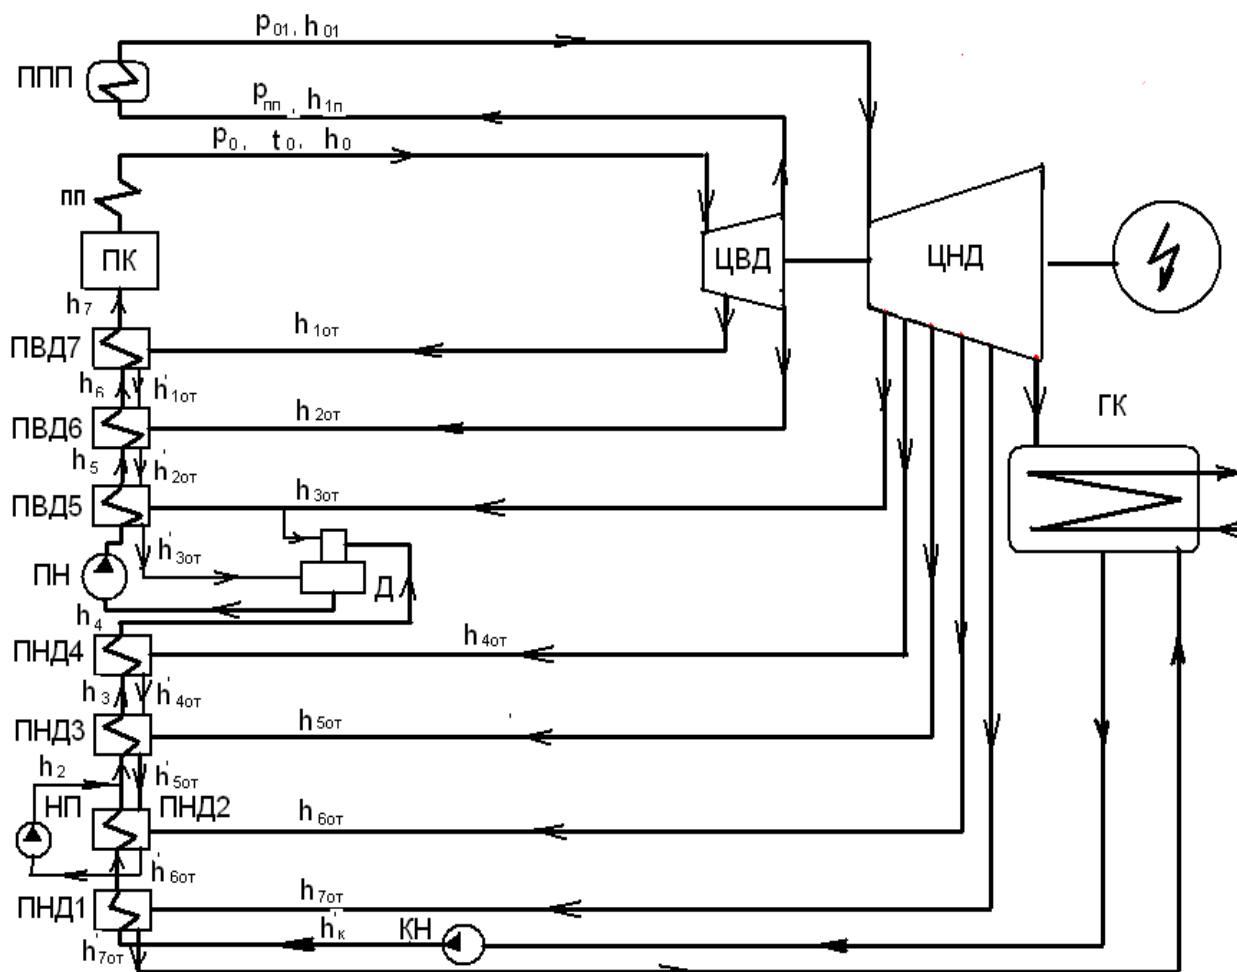 p₀₁, h₀₁
ППП
pпп, h₁п
p₀, t₀, h₀
пп
ПК
ЦВД
ЦНД
h₇
ПВД7
h₁от
h₆
h'₁от
ПВД6
h₂от
ГК
h₅
h'₂от
ПВД5
h₃от
h'₃от
ПН
Д
h₄
ПНД4
h₄от
h₃
h'₄от
ПНД3
h₅от
h₂
h'₅от
НП
ПНД2
h₆от
h'₆от
ПНД1
h₇от
h'к
КН
h'₇от